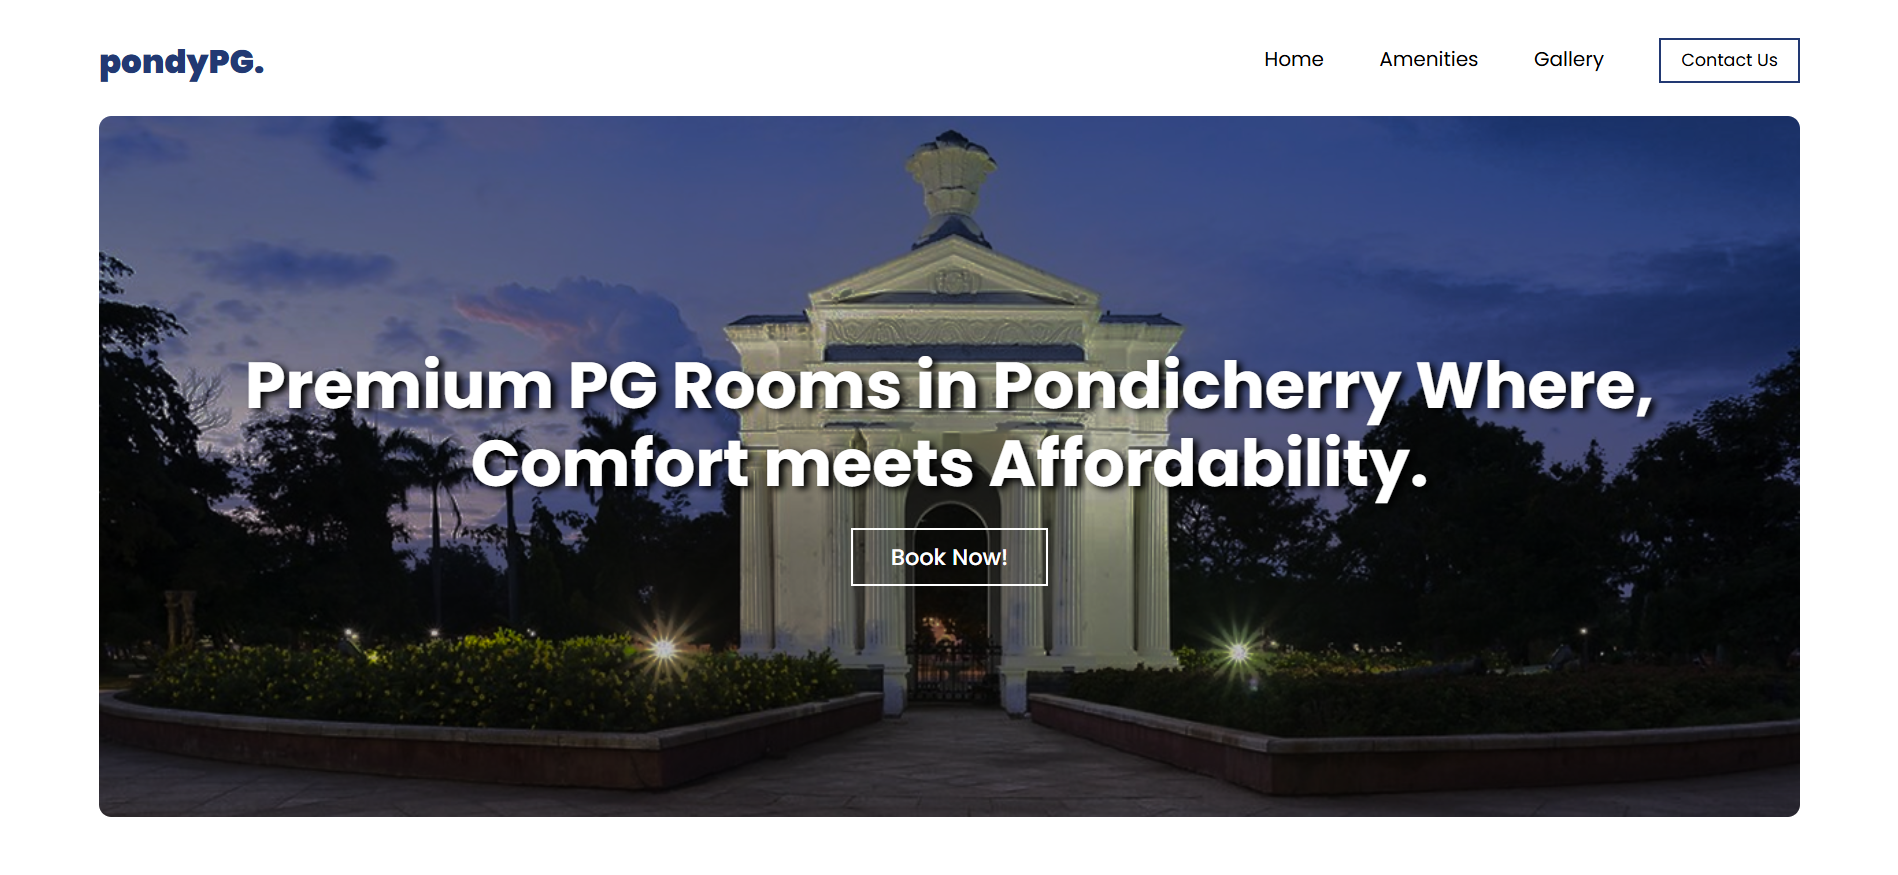 pondyPG.
Home
Amenities
Gallery
Contact Us
Premium PG Rooms in Pondicherry Where,
Comfort meets Affordability.
Book Now!